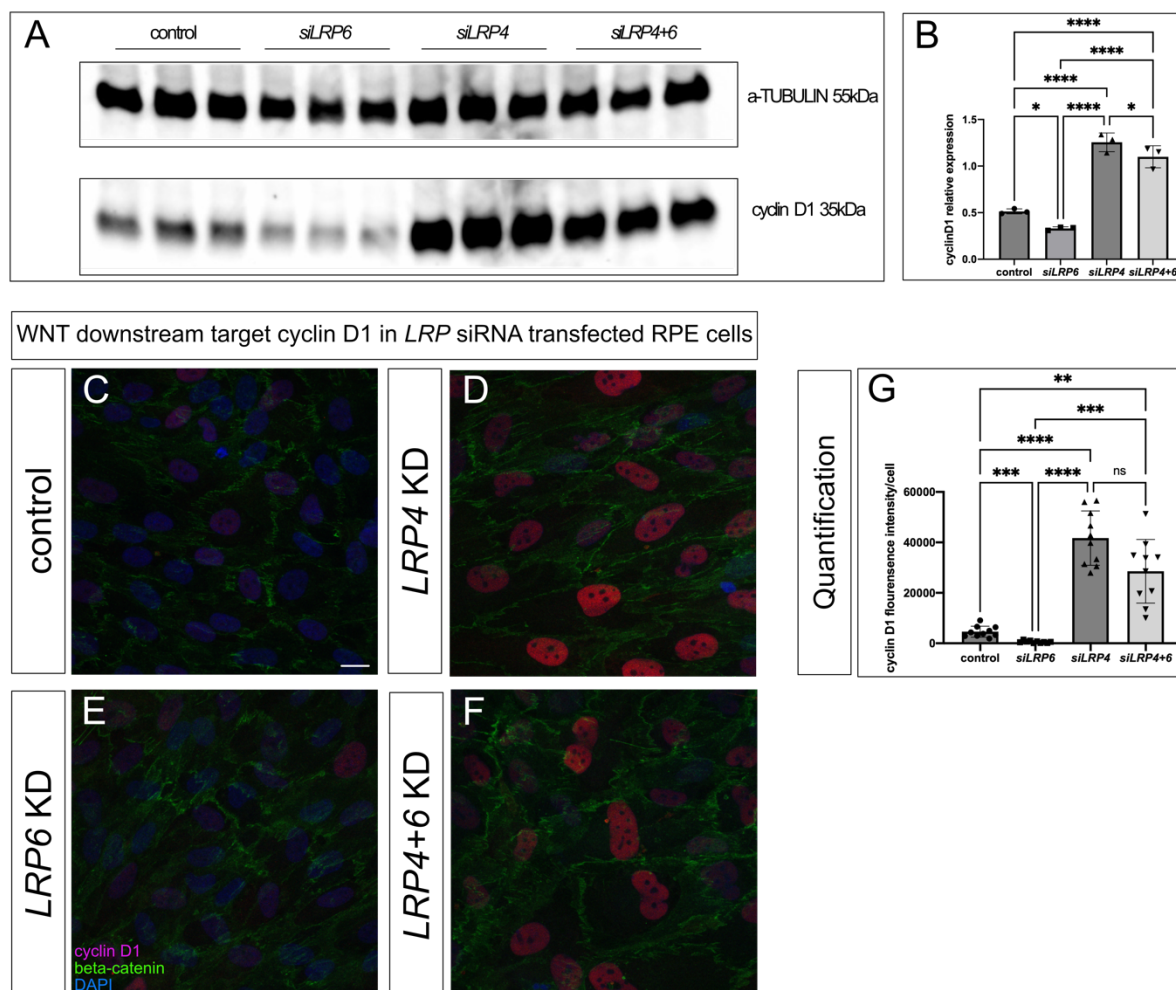 A
control
siLRP6
siLRP4
siLRP4+6
a-TUBULIN 55kDa
cyclin D1 35kDa
B
****
****
****
* **** *
cyclinD1 relative expression
1.5
1.0
0.5
0.0
control siLRP6 siLRP4 siLRP4+6
WNT downstream target cyclin D1 in LRP siRNA transfected RPE cells
control
C
LRP4 KD
D
LRP6 KD
E
cyclin D1
beta-catenin
DAPI
LRP4+6 KD
F
Quantification
G
**
***
****
*** **** ns
cyclin D1 flourensence intensity/cell
60000
40000
20000
0
control siLRP6 siLRP4 siLRP4+6